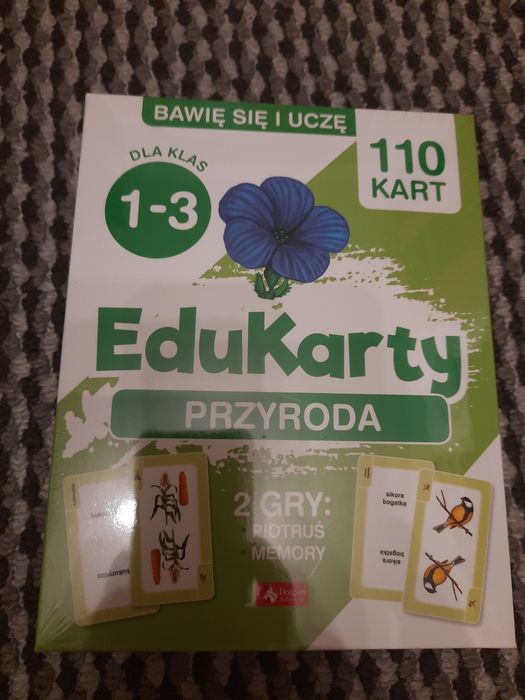 BAWIĘ SIĘ I UCZĘ
DLA KLAS
1-3
110
KART
EduKarty
PRZYRODA
2 GRY:
PIOTRUŚ
MEMORY
kukurydza
sikora
bogatka
sikora
bogatka
Dragon